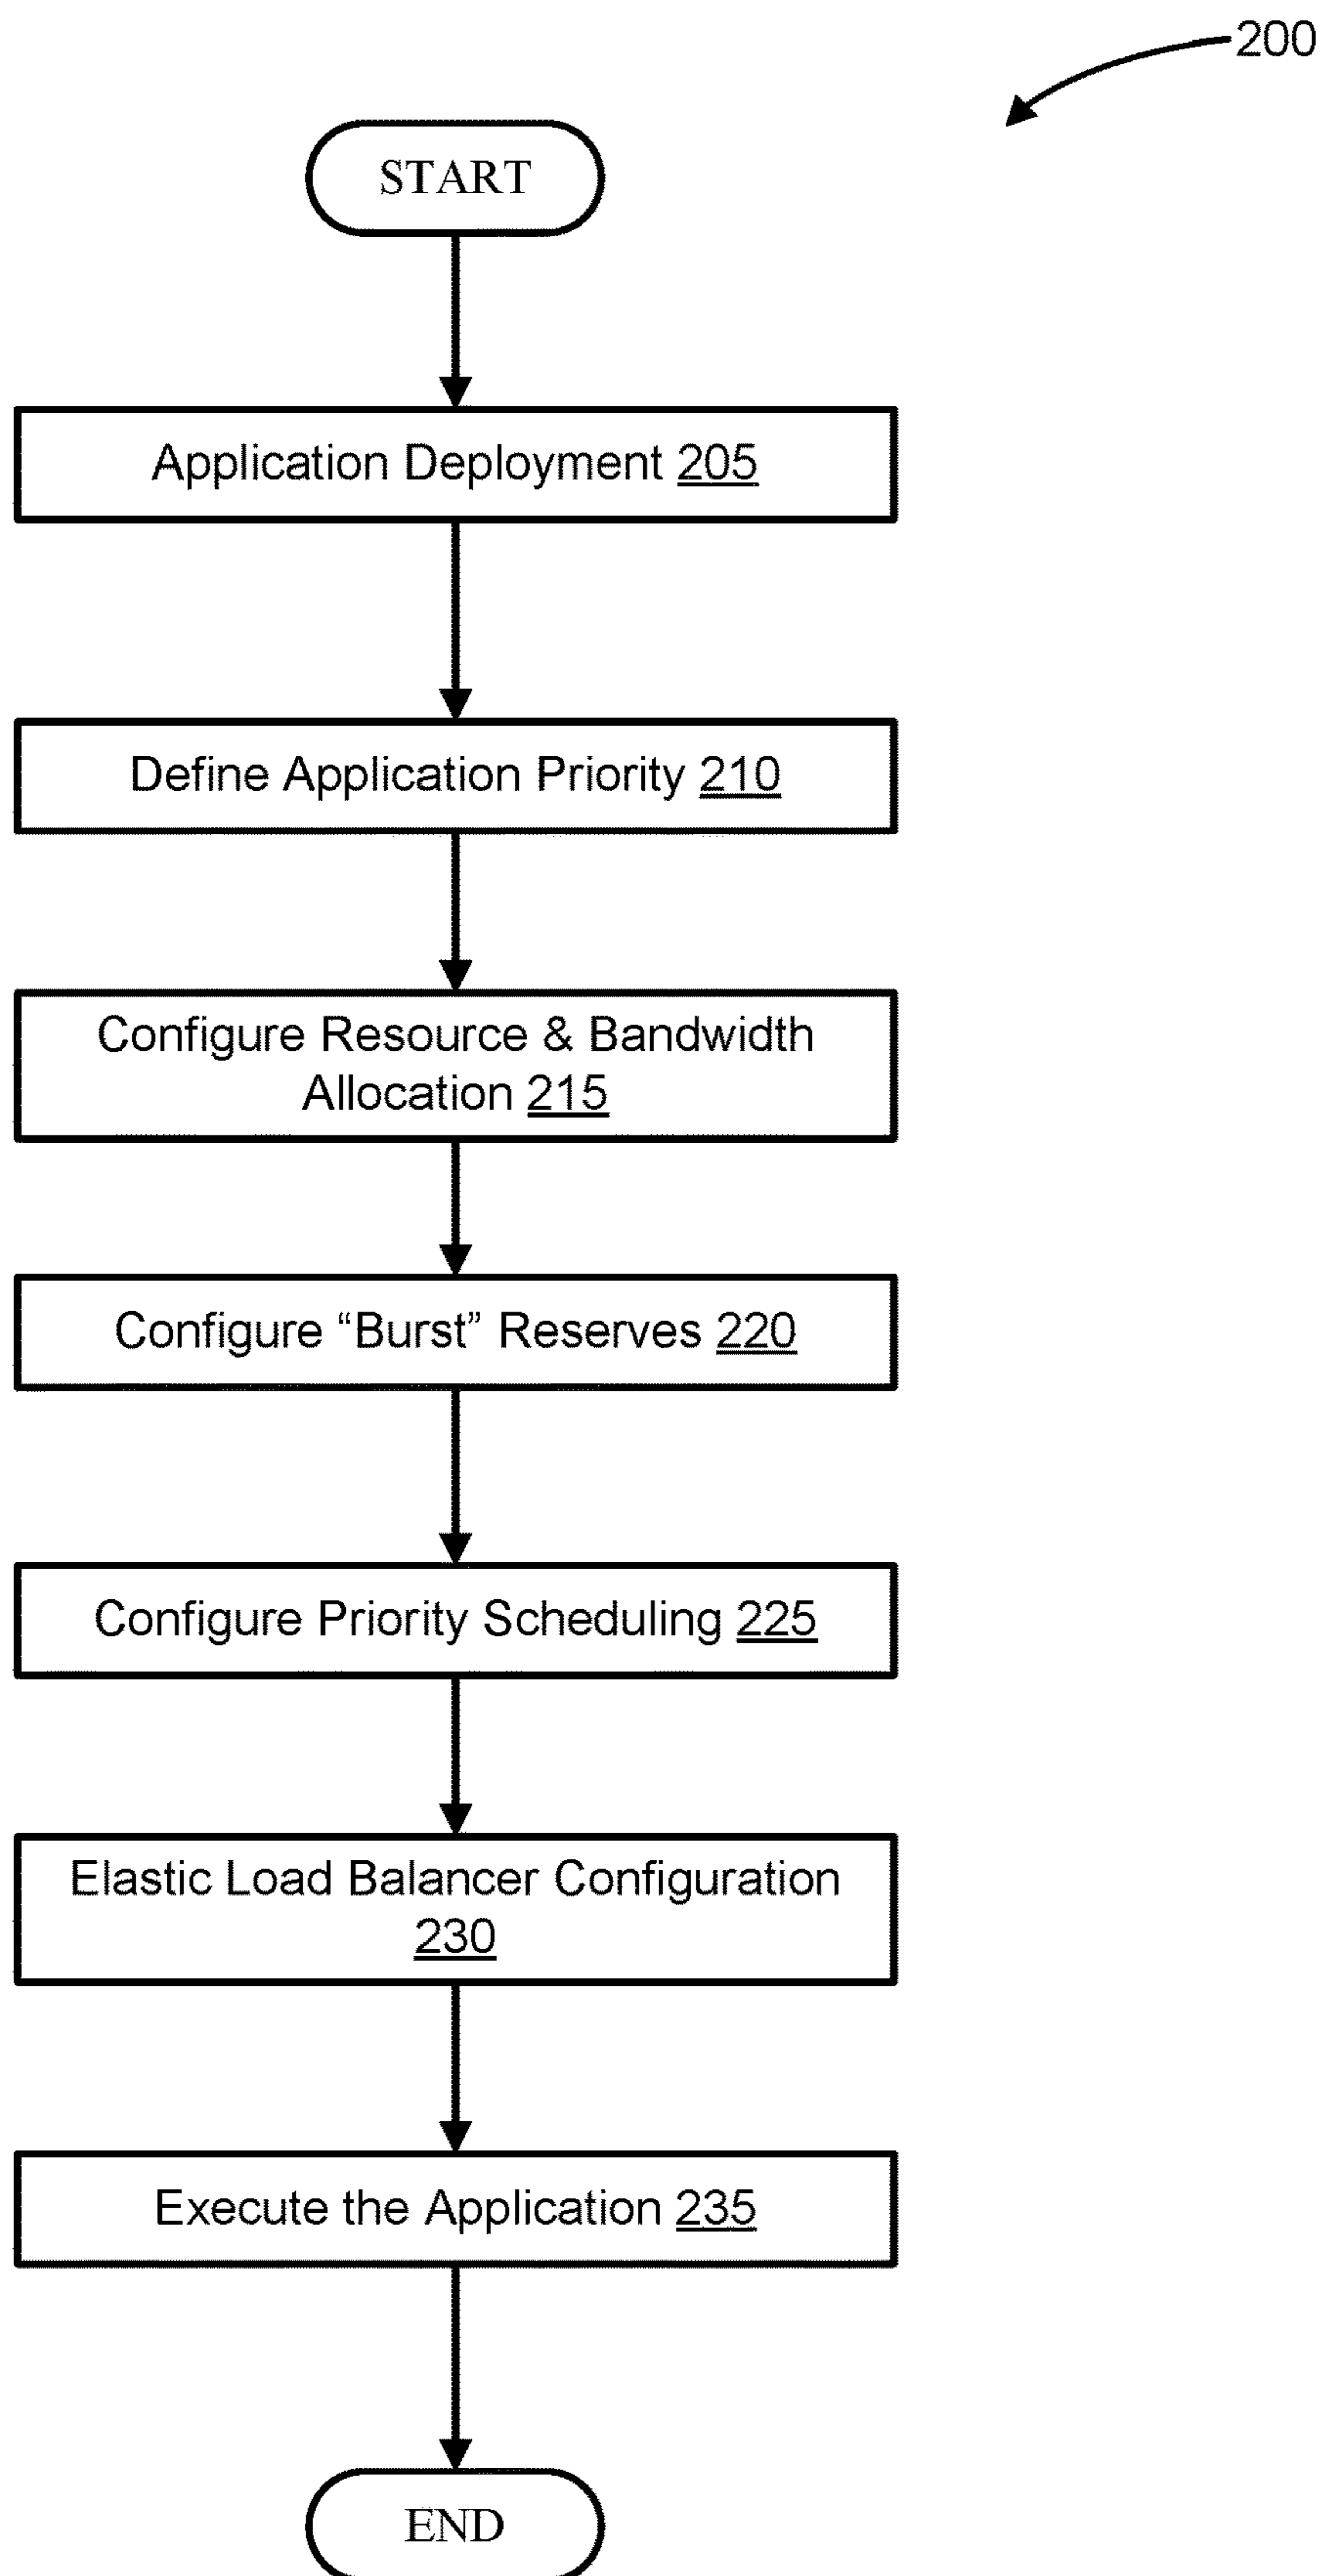 200
START
Application Deployment 205
Define Application Priority 210
Configure Resource & Bandwidth
Allocation 215
Configure “Burst” Reserves 220
Configure Priority Scheduling 225
Elastic Load Balancer Configuration
230
Execute the Application 235
END